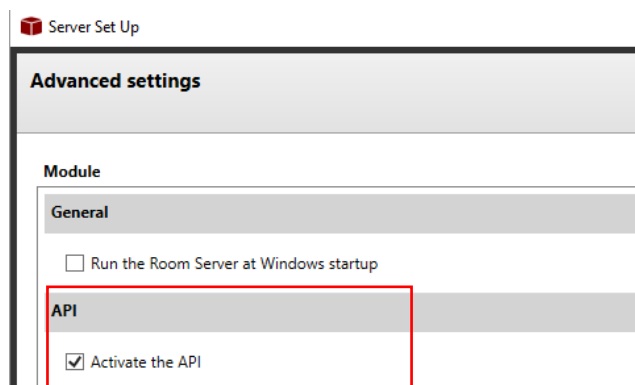 Server Set Up
Advanced settings
Module
General
Run the Room Server at Windows startup
API
Activate the API